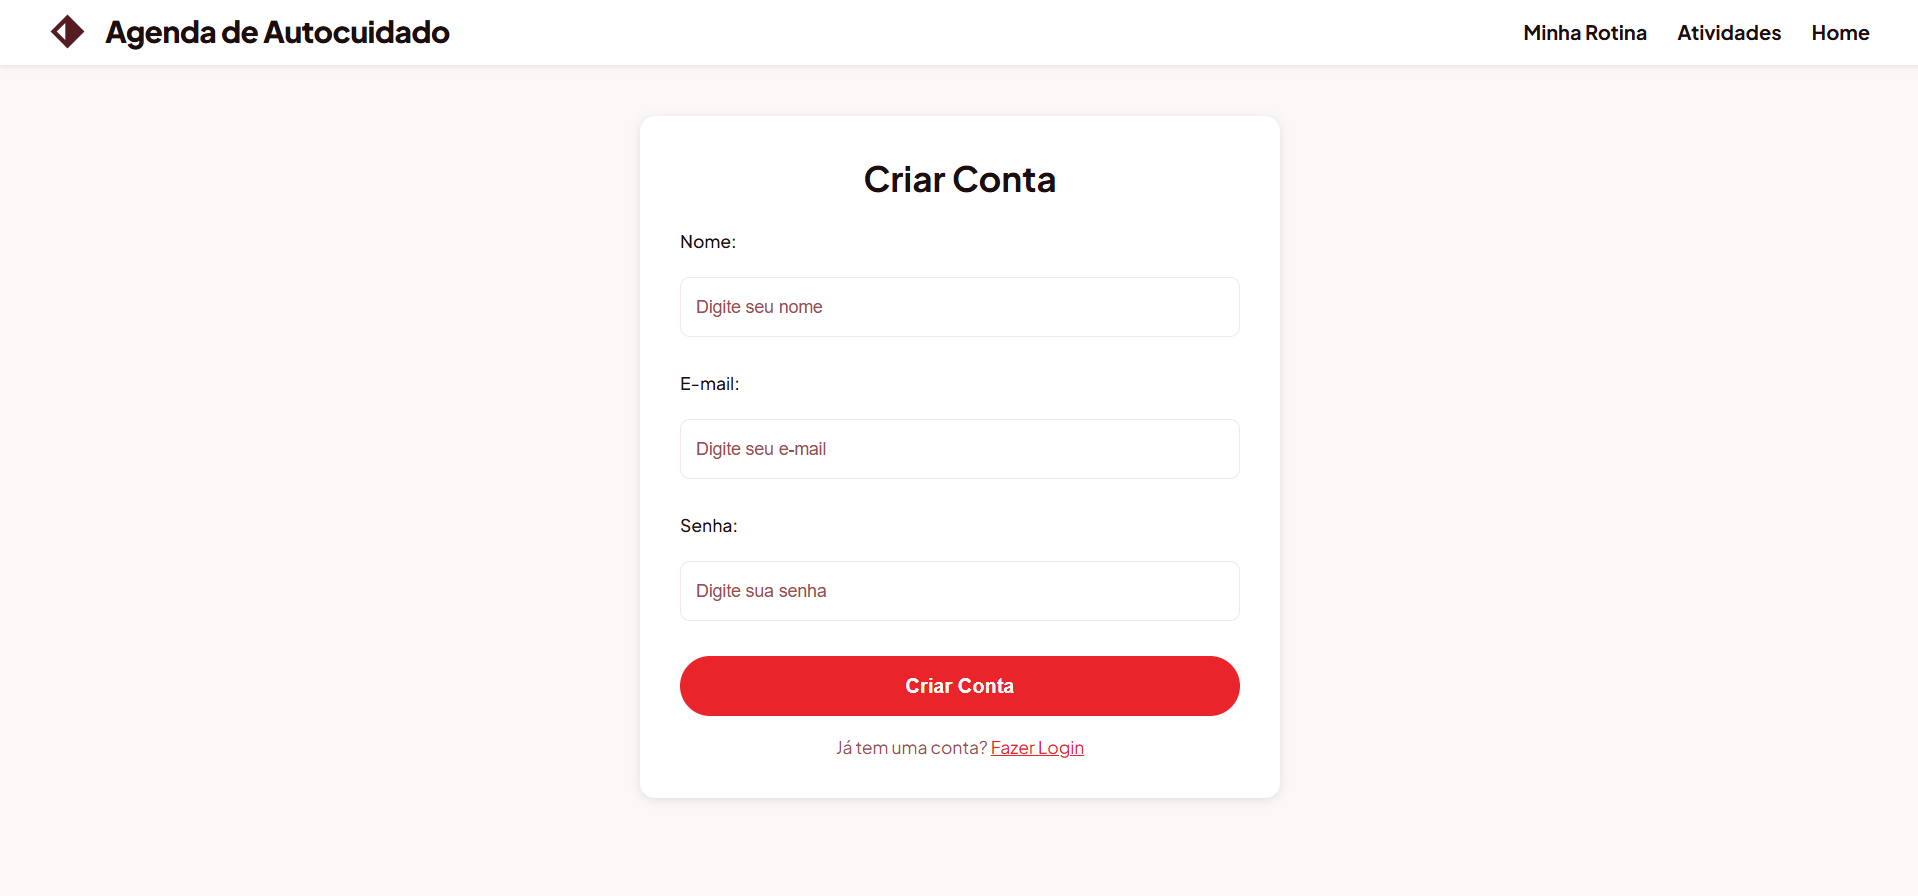 Agenda de Autocuidado
Minha Rotina Atividades Home
Criar Conta
Nome:
Digite seu nome
E-mail:
Digite seu e-mail
Senha:
Digite sua senha
Criar Conta
Já tem uma conta? Fazer Login